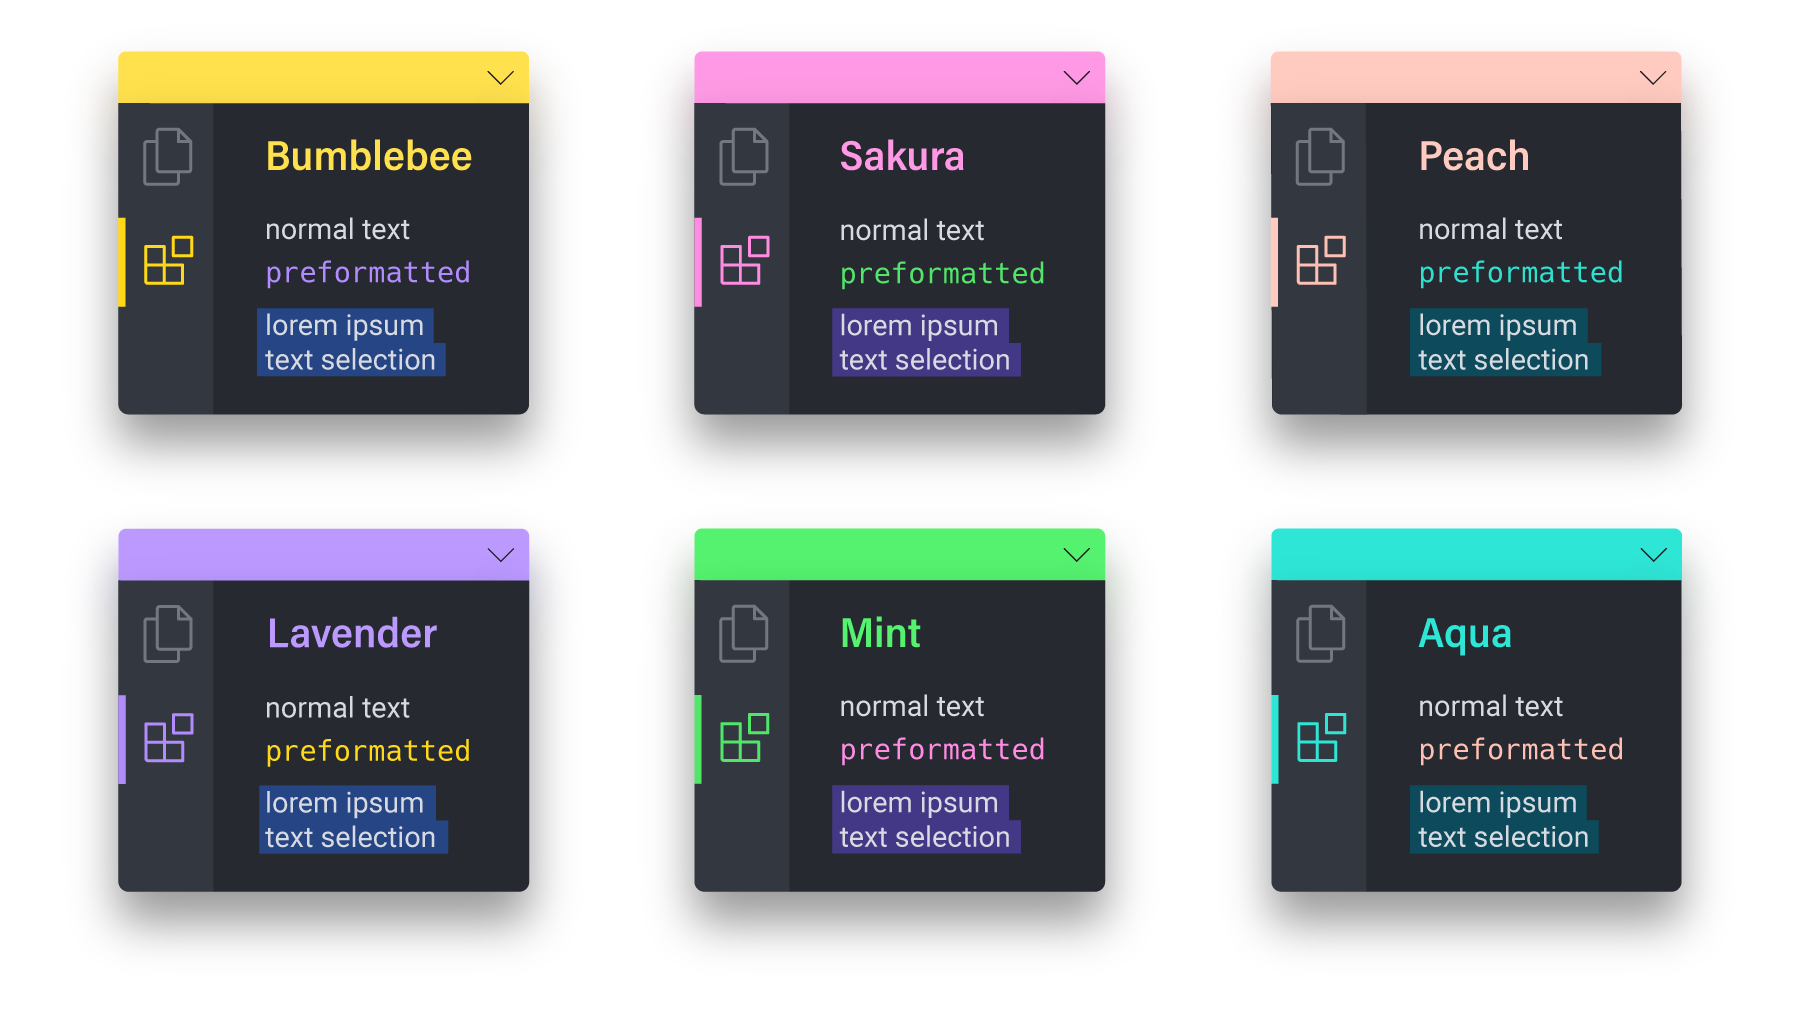 Bumblebee
normal text
preformatted
lorem ipsum
text selection
Sakura
normal text
preformatted
lorem ipsum
text selection
Peach
normal text
preformatted
lorem ipsum
text selection
Lavender
normal text
preformatted
lorem ipsum
text selection
Mint
normal text
preformatted
lorem ipsum
text selection
Aqua
normal text
preformatted
lorem ipsum
text selection